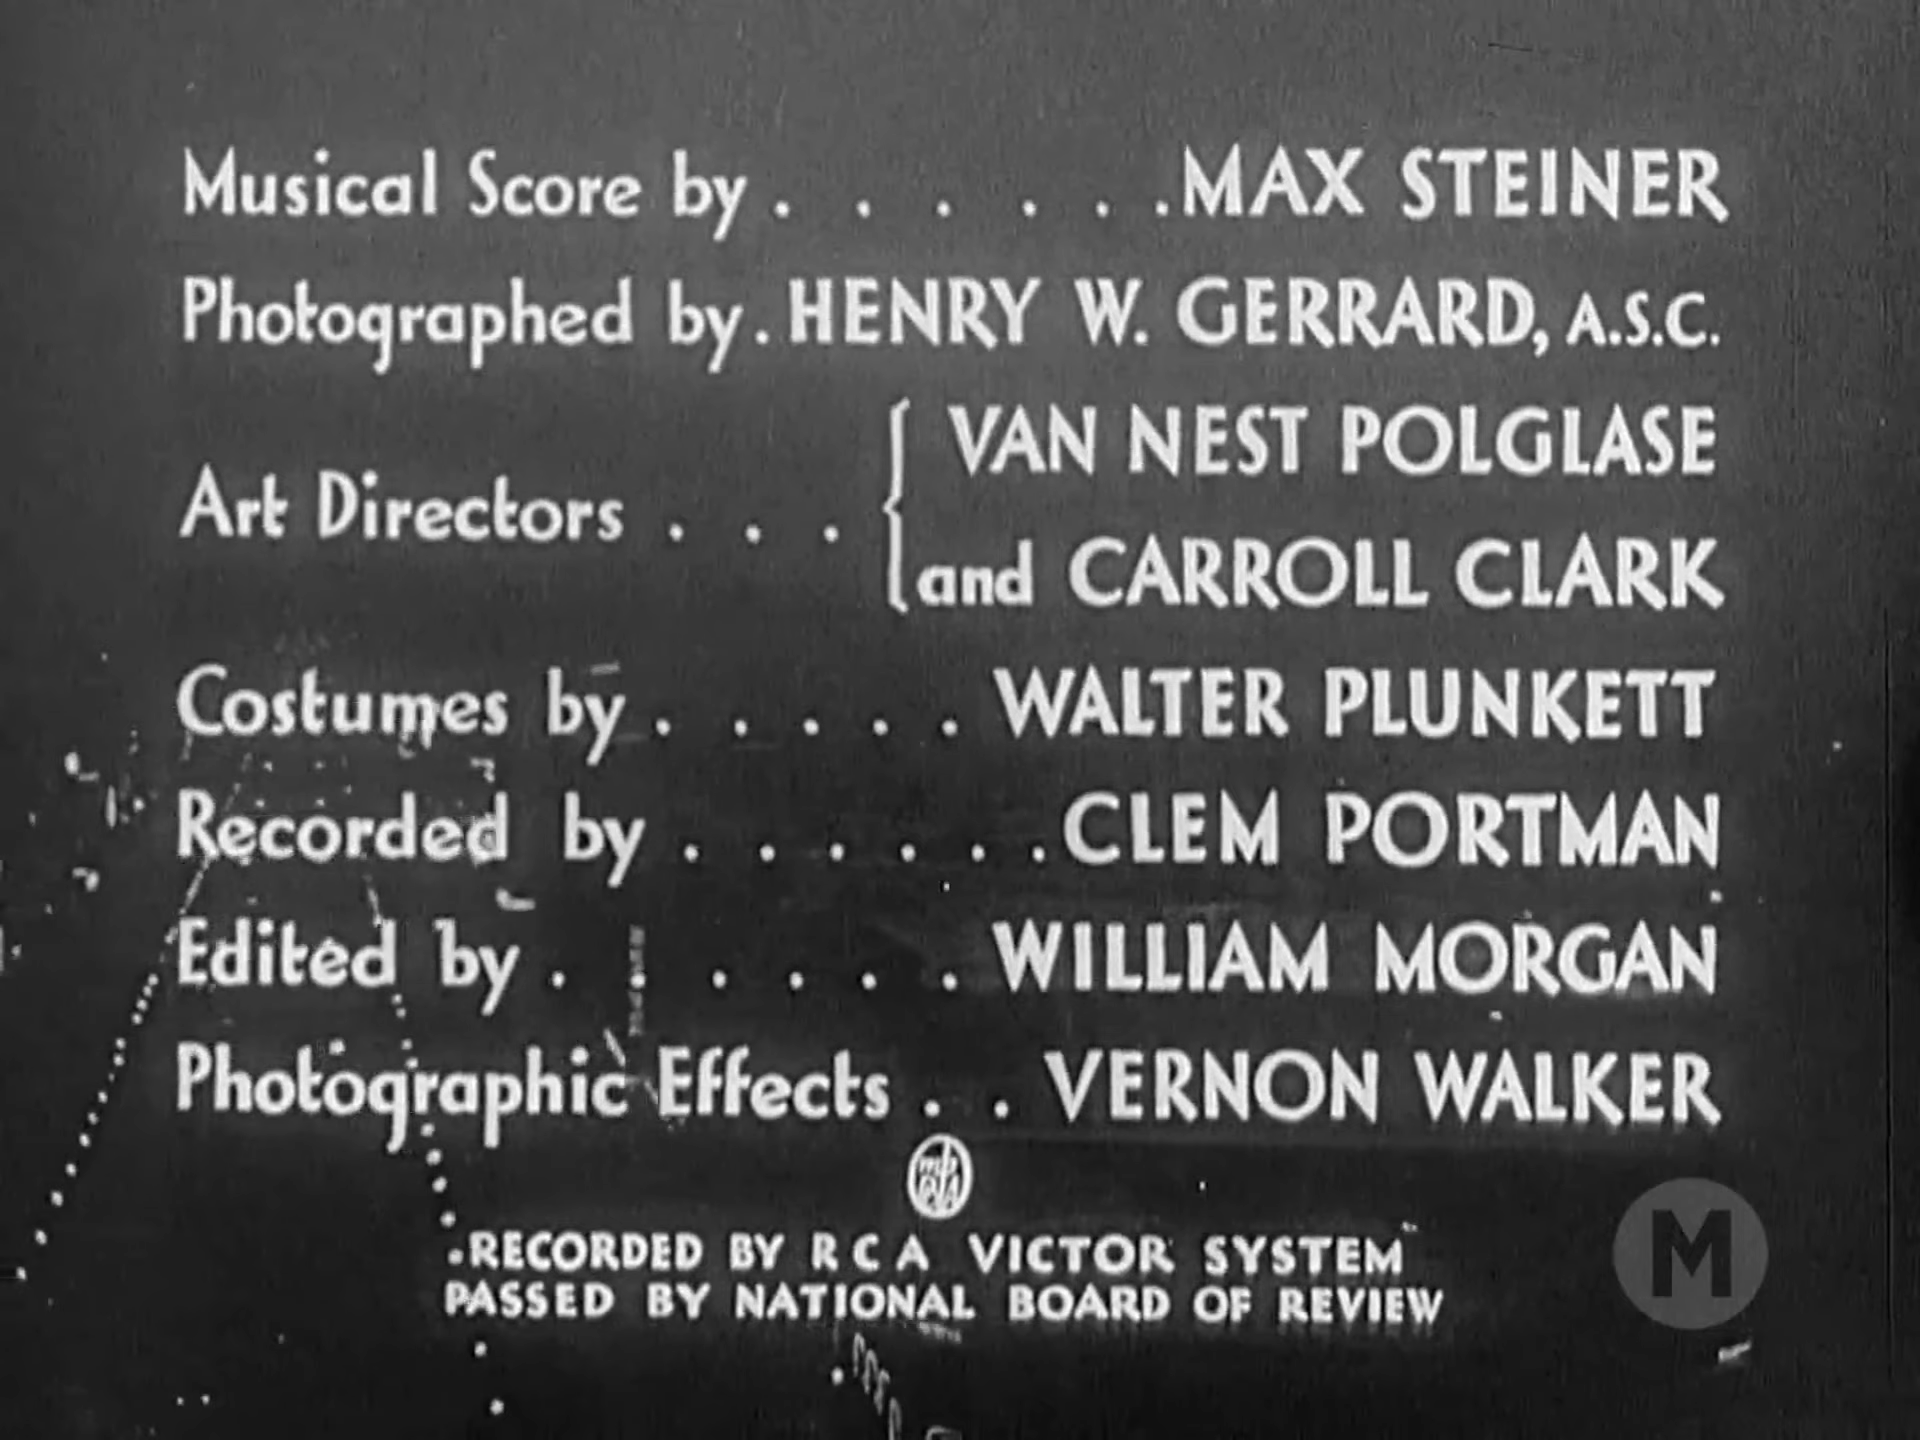 Musical Score by . . . . . . MAX STEINER
Photographed by . HENRY W. GERRARD, A.S.C.
Art Directors . . . { VAN NEST POLGLASE
and CARROLL CLARK
Costumes by . . . . . WALTER PLUNKETT
Recorded by . . . . . . CLEM PORTMAN
Edited by . . . . . . WILLIAM MORGAN
Photographic Effects . . VERNON WALKER
RECORDED BY R C A VICTOR SYSTEM
PASSED BY NATIONAL BOARD OF REVIEW
M